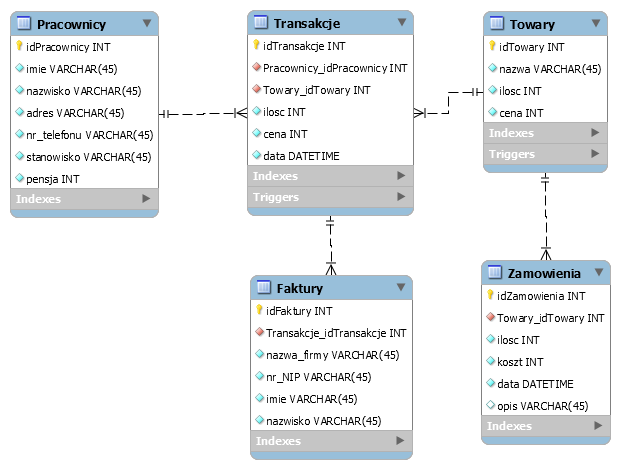 Pracownicy
idPracownicy INT
imie VARCHAR(45)
nazwisko VARCHAR(45)
adres VARCHAR(45)
nr_telefonu VARCHAR(45)
stanowisko VARCHAR(45)
pensja INT
Indexes
Transakcje
idTransakcje INT
Pracownicy_idPracownicy INT
Towary_idTowary INT
ilosc INT
cena INT
data DATETIME
Indexes
Triggers
Towary
idTowary INT
nazwa VARCHAR(45)
ilosc INT
cena INT
Indexes
Triggers
Faktury
idFaktury INT
Transakcje_idTransakcje INT
nazwa_firmy VARCHAR(45)
nr_NIP VARCHAR(45)
imie VARCHAR(45)
nazwisko VARCHAR(45)
Indexes
Zamowienia
idZamowienia INT
Towary_idTowary INT
ilosc INT
koszt INT
data DATETIME
opis VARCHAR(45)
Indexes